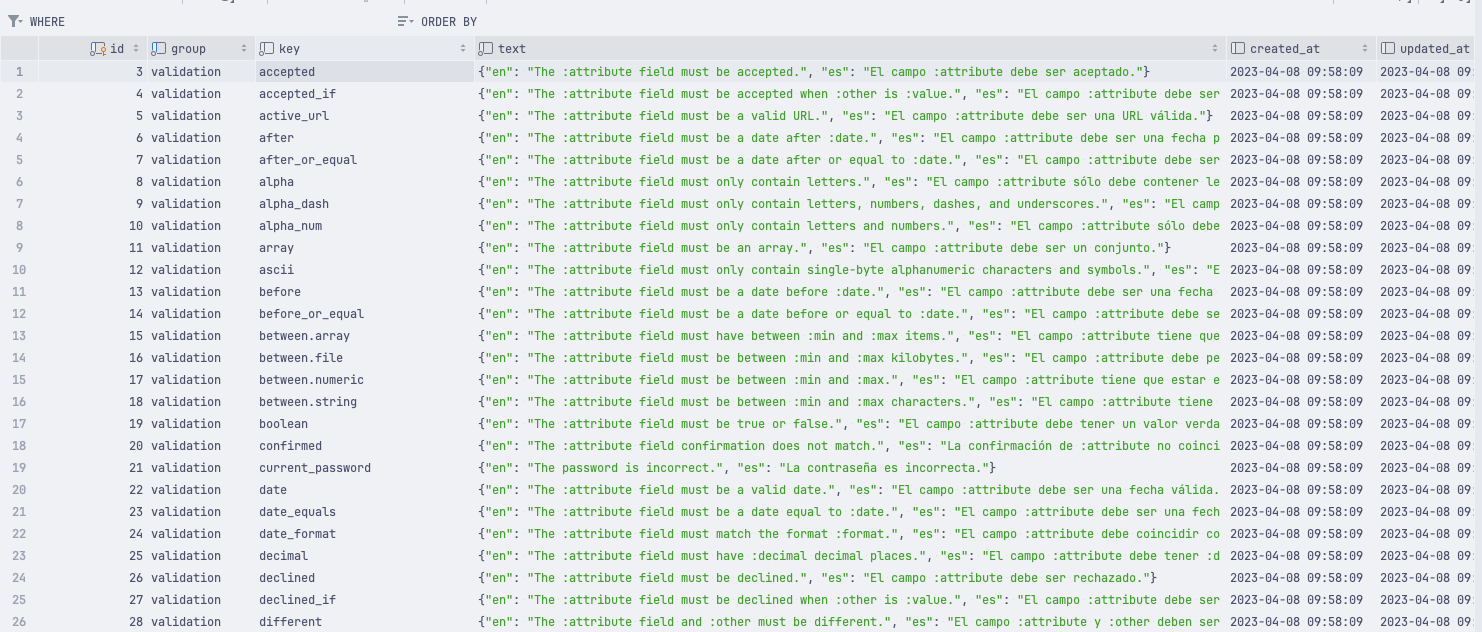 WHERE ORDER BY
id group key text created_at updated_at
1 3 validation accepted {"en": "The :attribute field must be accepted.", "es": "El campo :attribute debe ser aceptado."} 2023-04-08 09:58:09 2023-04-08 09:
2 4 validation accepted_if {"en": "The :attribute field must be accepted when :other is :value.", "es": "El campo :attribute debe ser 2023-04-08 09:58:09 2023-04-08 09:
3 5 validation active_url {"en": "The :attribute field must be a valid URL.", "es": "El campo :attribute debe ser una URL válida."} 2023-04-08 09:58:09 2023-04-08 09:
4 6 validation after {"en": "The :attribute field must be a date after :date.", "es": "El campo :attribute debe ser una fecha p 2023-04-08 09:58:09 2023-04-08 09:
5 7 validation after_or_equal {"en": "The :attribute field must be a date after or equal to :date.", "es": "El campo :attribute debe ser 2023-04-08 09:58:09 2023-04-08 09:
6 8 validation alpha {"en": "The :attribute field must only contain letters.", "es": "El campo :attribute sólo debe contener le 2023-04-08 09:58:09 2023-04-08 09:
7 9 validation alpha_dash {"en": "The :attribute field must only contain letters, numbers, dashes, and underscores.", "es": "El camp 2023-04-08 09:58:09 2023-04-08 09:
8 10 validation alpha_num {"en": "The :attribute field must only contain letters and numbers.", "es": "El campo :attribute sólo debe 2023-04-08 09:58:09 2023-04-08 09:
9 11 validation array {"en": "The :attribute field must be an array.", "es": "El campo :attribute debe ser un conjunto."} 2023-04-08 09:58:09 2023-04-08 09:
10 12 validation ascii {"en": "The :attribute field must only contain single-byte alphanumeric characters and symbols.", "es": "E 2023-04-08 09:58:09 2023-04-08 09:
11 13 validation before {"en": "The :attribute field must be a date before :date.", "es": "El campo :attribute debe ser una fecha 2023-04-08 09:58:09 2023-04-08 09:
12 14 validation before_or_equal {"en": "The :attribute field must be a date before or equal to :date.", "es": "El campo :attribute debe se 2023-04-08 09:58:09 2023-04-08 09:
13 15 validation between.array {"en": "The :attribute field must have between :min and :max items.", "es": "El campo :attribute tiene que 2023-04-08 09:58:09 2023-04-08 09:
14 16 validation between.file {"en": "The :attribute field must be between :min and :max kilobytes.", "es": "El campo :attribute debe pe 2023-04-08 09:58:09 2023-04-08 09:
15 17 validation between.numeric {"en": "The :attribute field must be between :min and :max.", "es": "El campo :attribute tiene que estar e 2023-04-08 09:58:09 2023-04-08 09:
16 18 validation between.string {"en": "The :attribute field must be between :min and :max characters.", "es": "El campo :attribute tiene 2023-04-08 09:58:09 2023-04-08 09:
17 19 validation boolean {"en": "The :attribute field must be true or false.", "es": "El campo :attribute debe tener un valor verda 2023-04-08 09:58:09 2023-04-08 09:
18 20 validation confirmed {"en": "The :attribute field confirmation does not match.", "es": "La confirmación de :attribute no coinci 2023-04-08 09:58:09 2023-04-08 09:
19 21 validation current_password {"en": "The password is incorrect.", "es": "La contraseña es incorrecta."} 2023-04-08 09:58:09 2023-04-08 09:
20 22 validation date {"en": "The :attribute field must be a valid date.", "es": "El campo :attribute debe ser una fecha válida. 2023-04-08 09:58:09 2023-04-08 09:
21 23 validation date_equals {"en": "The :attribute field must be a date equal to :date.", "es": "El campo :attribute debe ser una fech 2023-04-08 09:58:09 2023-04-08 09:
22 24 validation date_format {"en": "The :attribute field must match the format :format.", "es": "El campo :attribute debe coincidir co 2023-04-08 09:58:09 2023-04-08 09:
23 25 validation decimal {"en": "The :attribute field must have :decimal decimal places.", "es": "El campo :attribute debe tener :d 2023-04-08 09:58:09 2023-04-08 09:
24 26 validation declined {"en": "The :attribute field must be declined.", "es": "El campo :attribute debe ser rechazado."} 2023-04-08 09:58:09 2023-04-08 09:
25 27 validation declined_if {"en": "The :attribute field must be declined when :other is :value.", "es": "El campo :attribute debe ser 2023-04-08 09:58:09 2023-04-08 09:
26 28 validation different {"en": "The :attribute field and :other must be different.", "es": "El campo :attribute y :other deben ser 2023-04-08 09:58:09 2023-04-08 09: